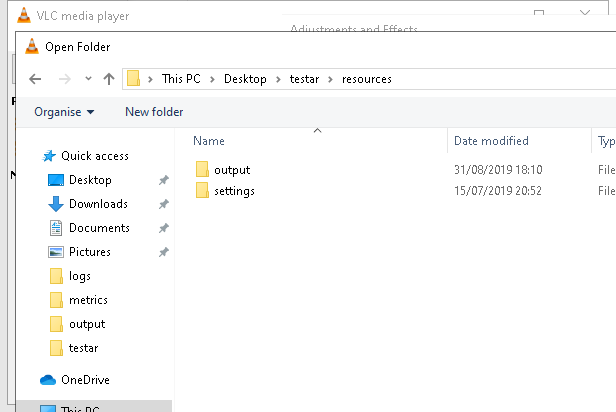 VLC media player
Adjustments and Effects
Open Folder
This PC > Desktop > testar > resources
Organise New folder
Name Date modified Typ
Quick access
output 31/08/2019 18:10 File
Desktop
settings 15/07/2019 20:52 File
Downloads
Documents
Pictures
logs
metrics
output
testar
OneDrive
This PC